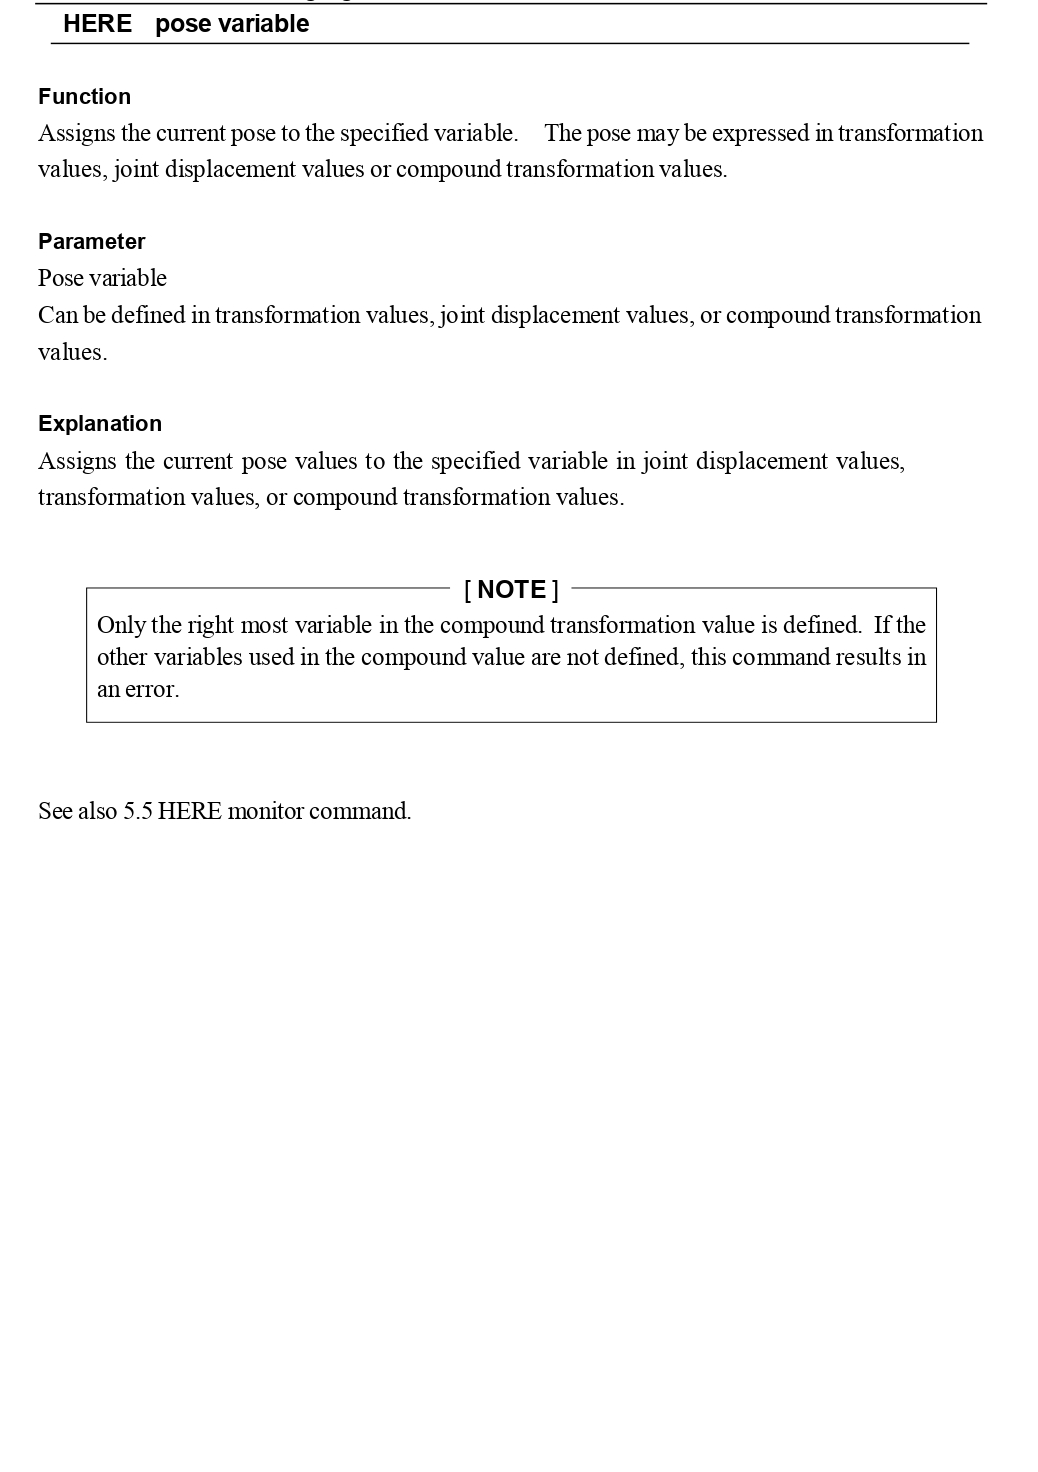 HERE pose variable
Function
Assigns the current pose to the specified variable. The pose may be expressed in transformation
values, joint displacement values or compound transformation values.
Parameter
Pose variable
Can be defined in transformation values, joint displacement values, or compound transformation
values.
Explanation
Assigns the current pose values to the specified variable in joint displacement values,
transformation values, or compound transformation values.
[ NOTE ]
Only the right most variable in the compound transformation value is defined. If the
other variables used in the compound value are not defined, this command results in
an error.
See also 5.5 HERE monitor command.